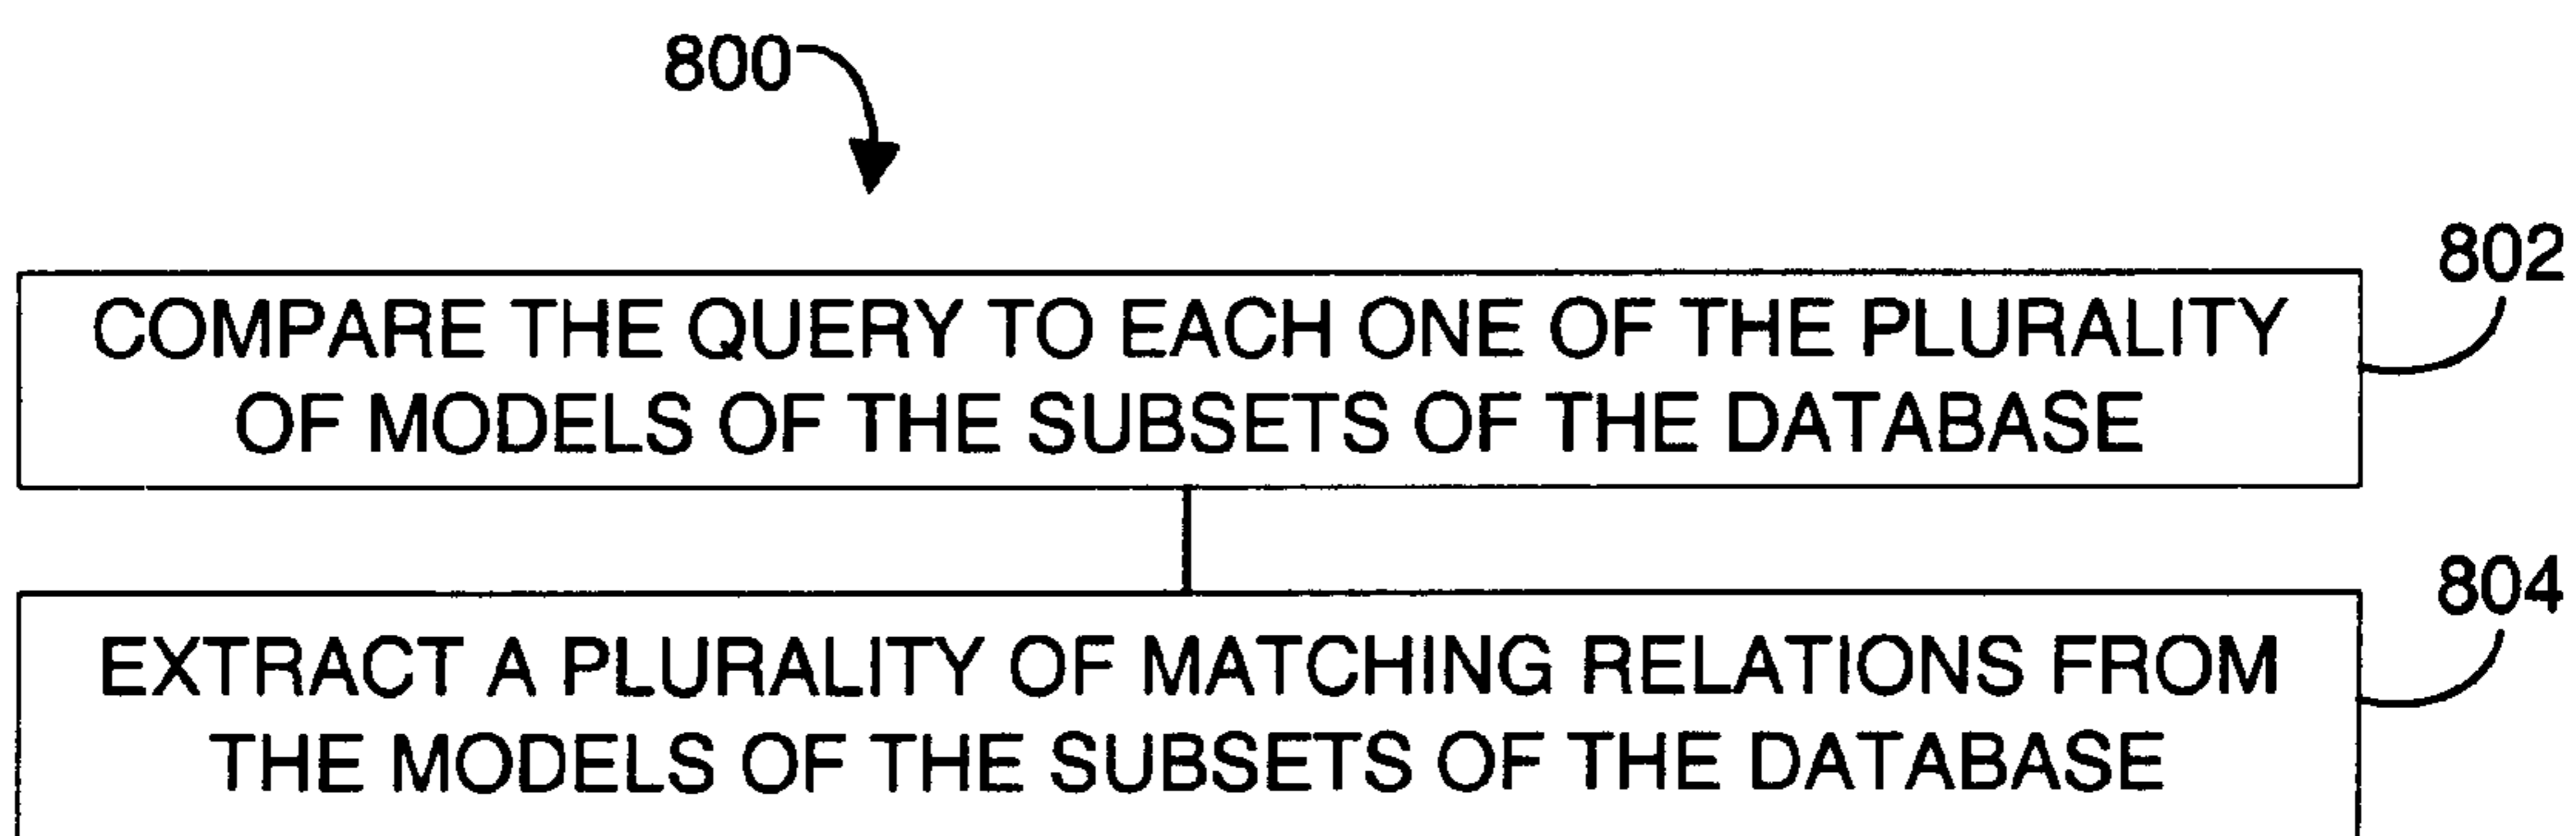 800
802
COMPARE THE QUERY TO EACH ONE OF THE PLURALITY
OF MODELS OF THE SUBSETS OF THE DATABASE
804
EXTRACT A PLURALITY OF MATCHING RELATIONS FROM
THE MODELS OF THE SUBSETS OF THE DATABASE